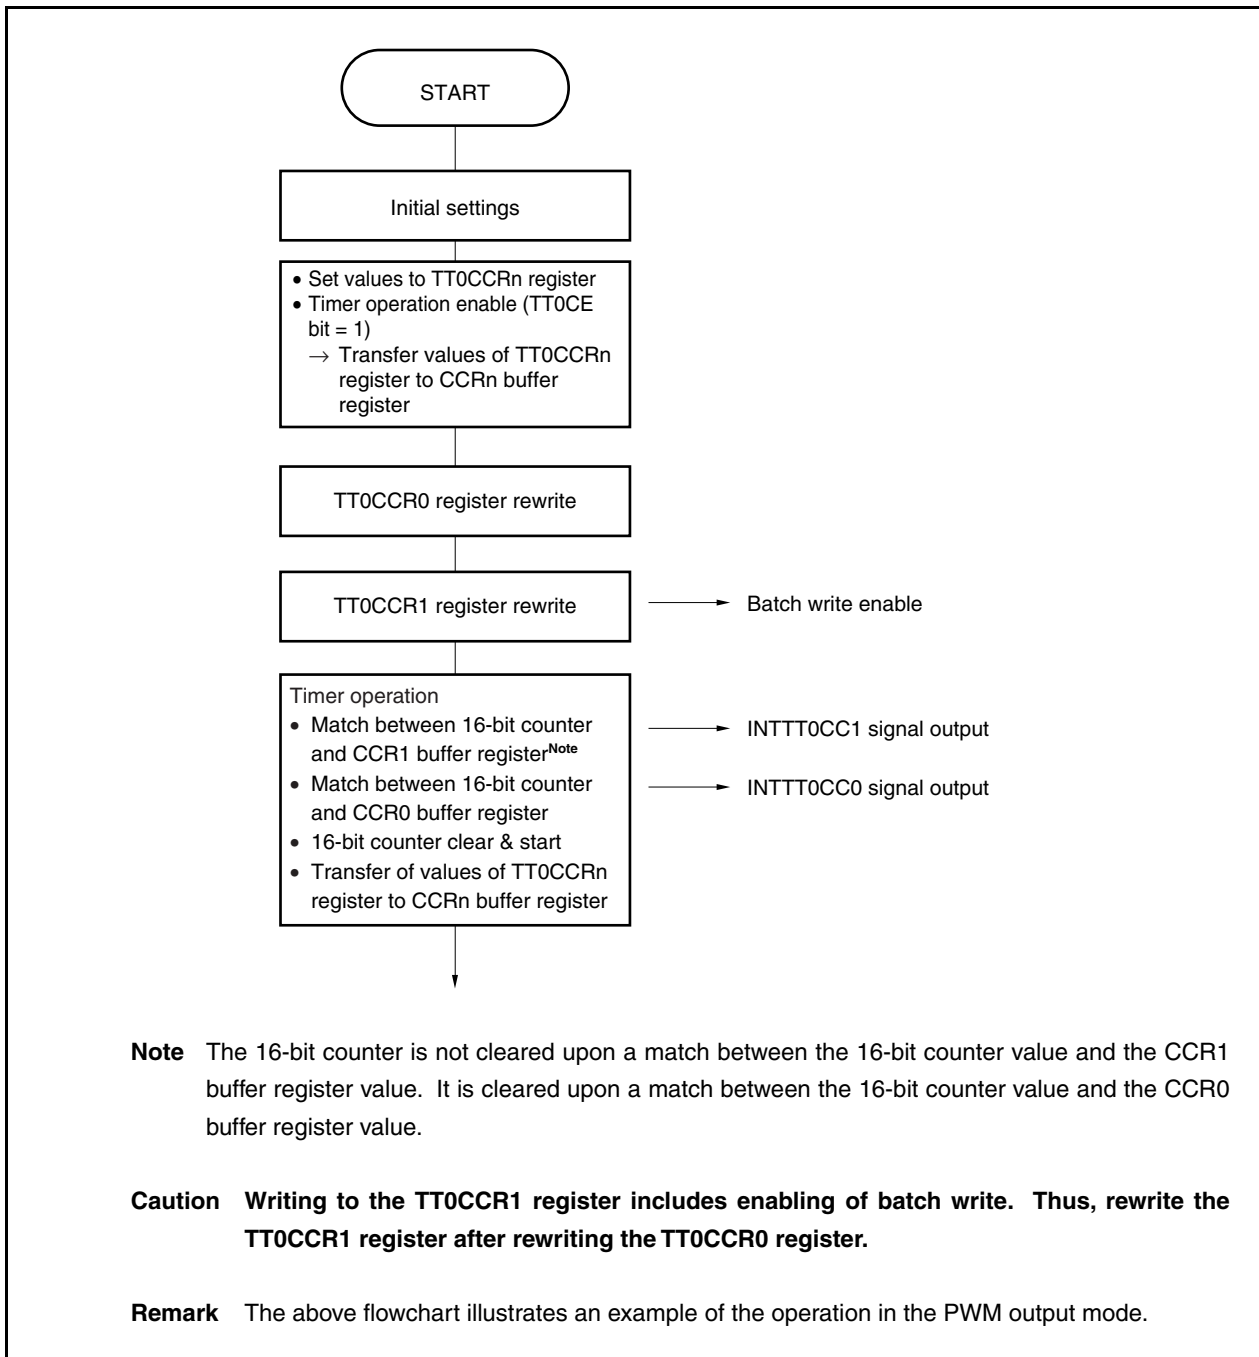 START
Initial settings
• Set values to TT0CCRn register
• Timer operation enable (TT0CE
bit = 1)
→ Transfer values of TT0CCRn
register to CCRn buffer
register
TT0CCR0 register rewrite
TT0CCR1 register rewrite
Batch write enable
Timer operation
• Match between 16-bit counter
and CCR1 buffer registerNote
INTTT0CC1 signal output
• Match between 16-bit counter
and CCR0 buffer register
INTTT0CC0 signal output
• 16-bit counter clear & start
• Transfer of values of TT0CCRn
register to CCRn buffer register
Note The 16-bit counter is not cleared upon a match between the 16-bit counter value and the CCR1
buffer register value. It is cleared upon a match between the 16-bit counter value and the CCR0
buffer register value.
Caution Writing to the TT0CCR1 register includes enabling of batch write. Thus, rewrite the
TT0CCR1 register after rewriting the TT0CCR0 register.
Remark The above flowchart illustrates an example of the operation in the PWM output mode.